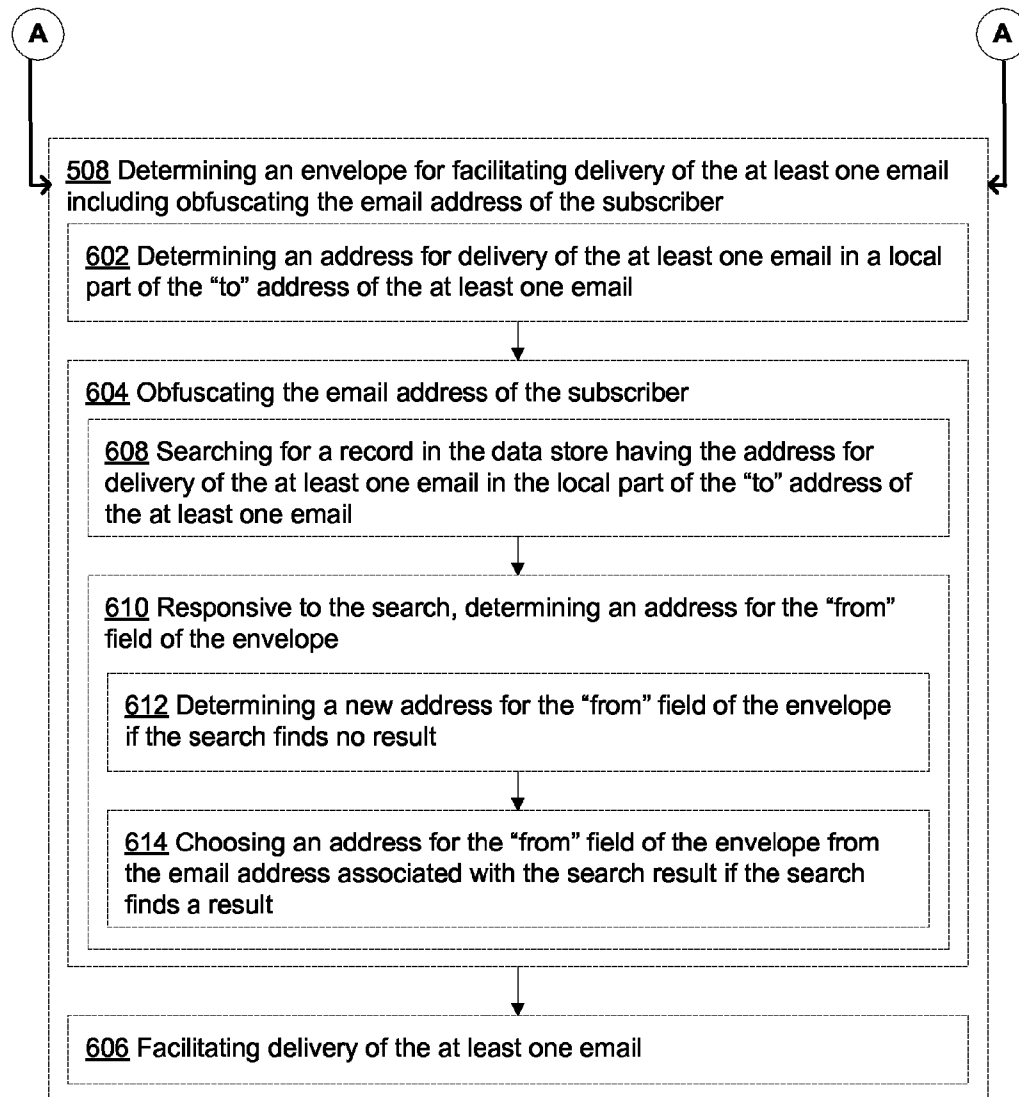 A
A
508 Determining an envelope for facilitating delivery of the at least one email
including obfuscating the email address of the subscriber
602 Determining an address for delivery of the at least one email in a local
part of the “to” address of the at least one email
604 Obfuscating the email address of the subscriber
608 Searching for a record in the data store having the address for
delivery of the at least one email in the local part of the “to” address of
the at least one email
610 Responsive to the search, determining an address for the “from”
field of the envelope
612 Determining a new address for the “from” field of the envelope
if the search finds no result
614 Choosing an address for the “from” field of the envelope from
the email address associated with the search result if the search
finds a result
606 Facilitating delivery of the at least one email